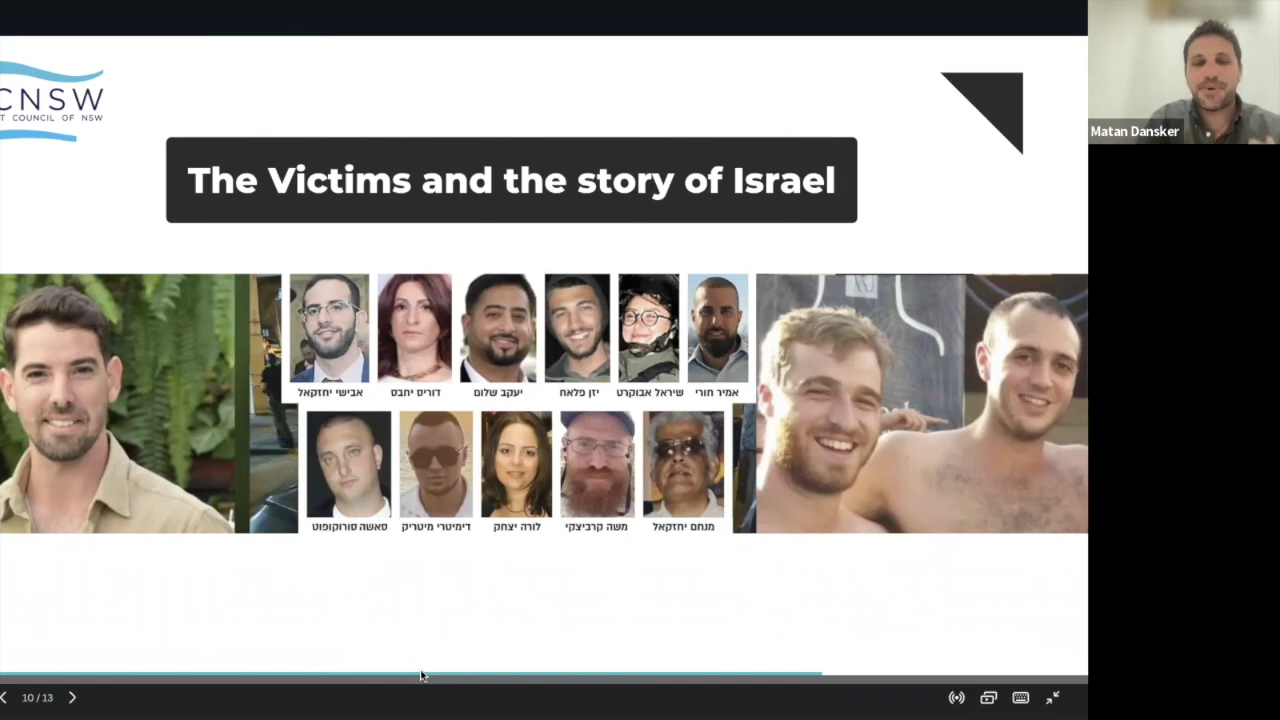 CNSW
T COUNCIL OF NSW
The Victims and the story of Israel
Matan Dansker
אבישי יחזקאל
דוריס יחבס
יעקב שלום
יזן פלאח
שיראל אבוקרט
אמיר חורי
סאשה סורוקופוט
דימיטרי מיטריק
לורה יצחק
משה קרביצקי
מנחם יחזקאל
10 / 13